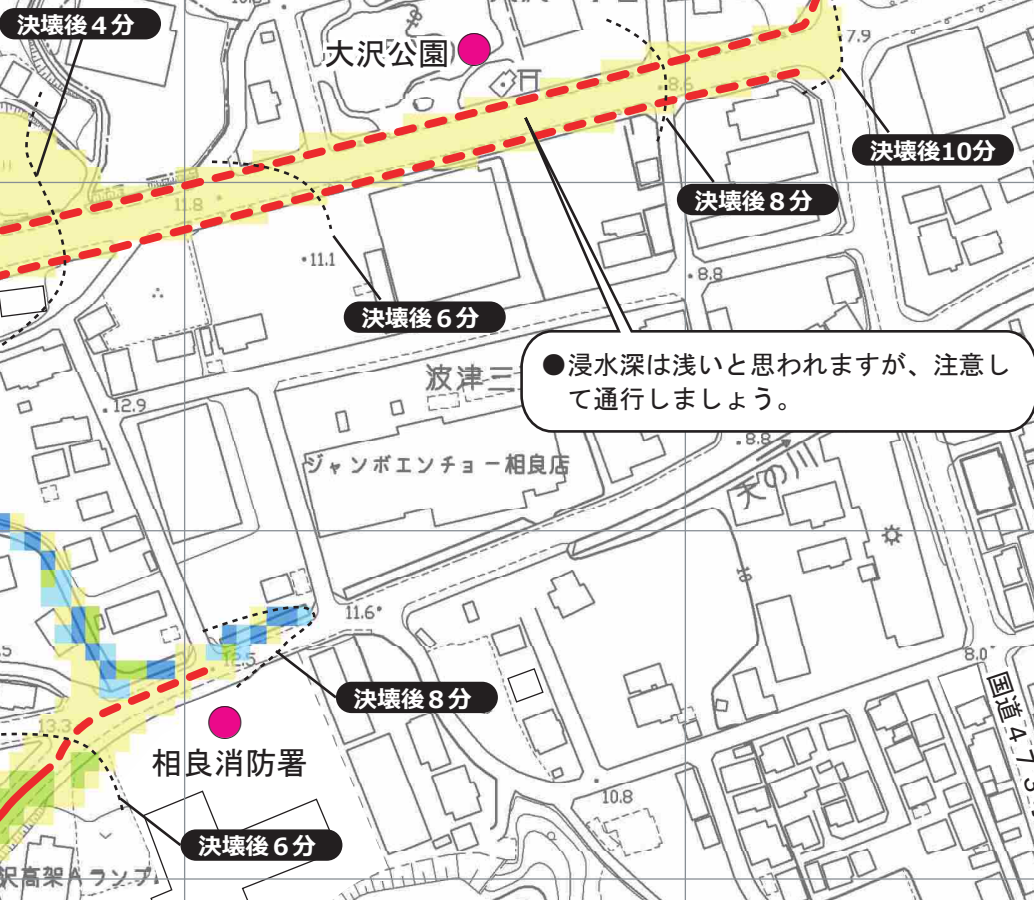 決壊後４分
大沢公園
7.9
8.6
決壊後10分
決壊後８分
11.8
11.1
8.8
決壊後６分
●浸水深は浅いと思われますが、注意し
て通行しましょう。
波津三
12.9
8.8
ジャンボエンチョー相良店
天の川
11.6
12.5
8.0
決壊後８分
国道４７３
13.3
相良消防署
10.8
決壊後６分
沢高架Aランプ